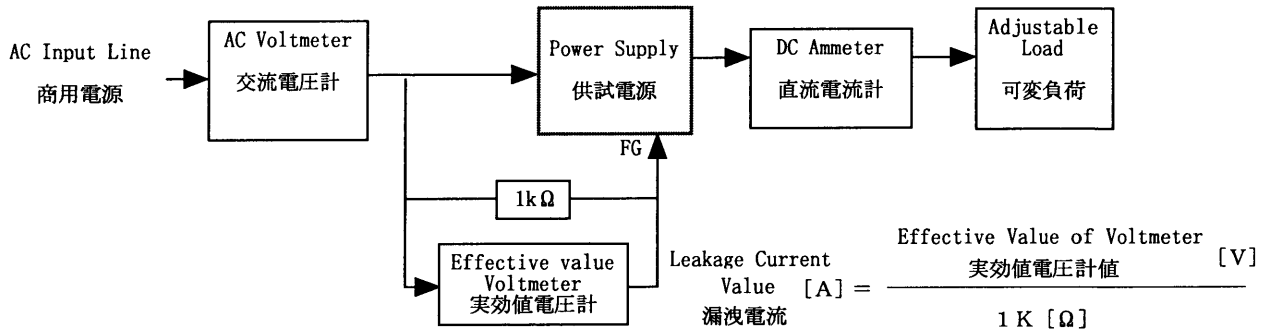 AC Input Line
商用電源
AC Voltmeter
交流電圧計
Power Supply
供試電源
DC Ammeter
直流電流計
Adjustable
Load
可変負荷
FG
1kΩ
Effective value
Voltmeter
実効値電圧計
Leakage Current
Value [A] =
漏洩電流
Effective Value of Voltmeter
実効値電圧計値 [V]
1 K [Ω]